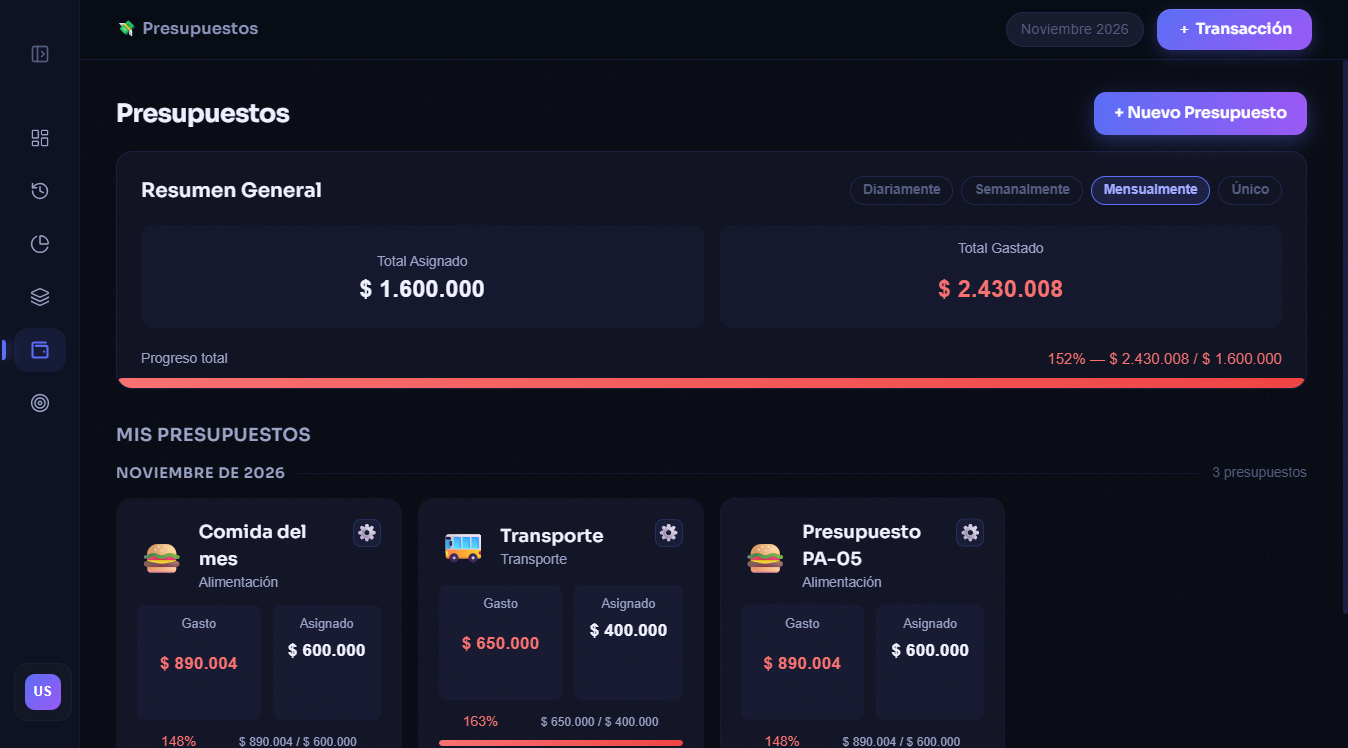 Presupuestos
Noviembre 2026
+ Transacción
Presupuestos
+ Nuevo Presupuesto
Resumen General
Diariamente
Semanalmente
Mensualmente
Único
Total Asignado
$ 1.600.000
Total Gastado
$ 2.430.008
Progreso total
152% — $ 2.430.008 / $ 1.600.000
MIS PRESUPUESTOS
NOVIEMBRE DE 2026
3 presupuestos
Comida del
mes
Alimentación
Gasto
$ 890.004
Asignado
$ 600.000
148%
$ 890.004 / $ 600.000
Transporte
Transporte
Gasto
$ 650.000
Asignado
$ 400.000
163%
$ 650.000 / $ 400.000
Presupuesto
PA-05
Alimentación
Gasto
$ 890.004
Asignado
$ 600.000
148%
$ 890.004 / $ 600.000
US